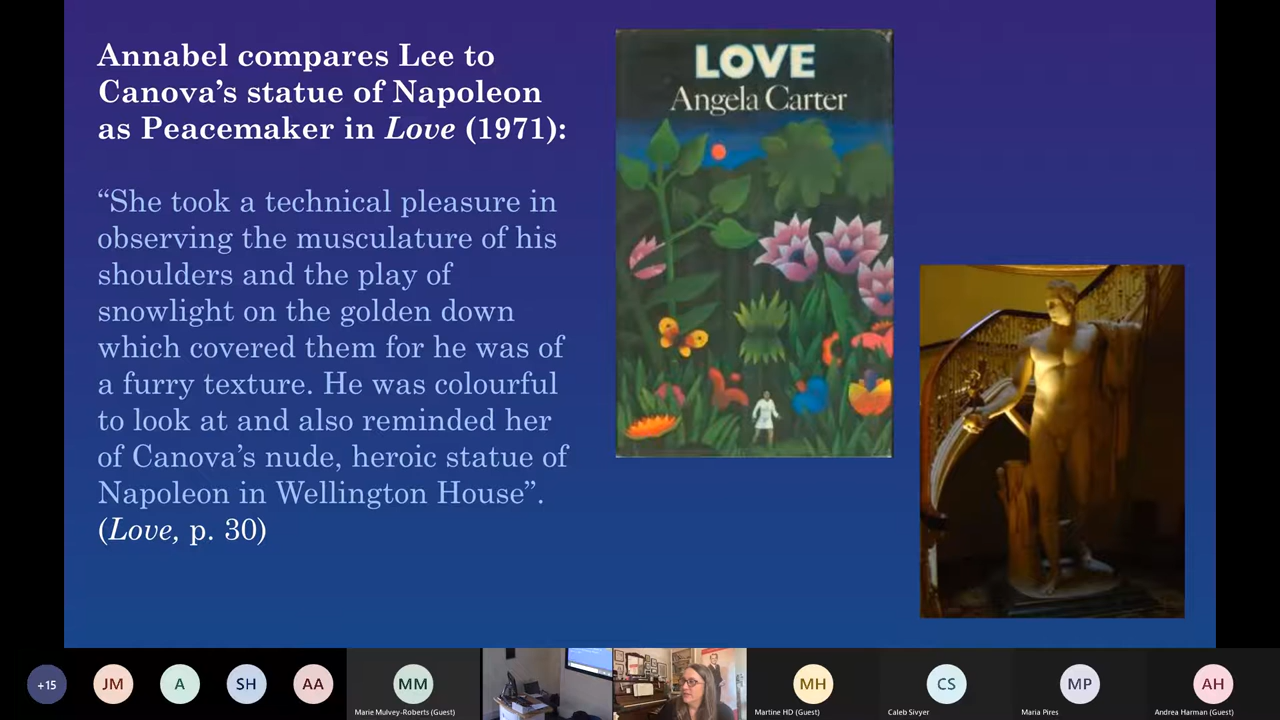 Annabel compares Lee to
Canova’s statue of Napoleon
as Peacemaker in Love (1971):
“She took a technical pleasure in
observing the musculature of his
shoulders and the play of
snowlight on the golden down
which covered them for he was of
a furry texture. He was colourful
to look at and also reminded her
of Canova’s nude, heroic statue of
Napoleon in Wellington House”.
(Love, p. 30)
LOVE
Angela Carter
+15
JM
A
SH
AA
MM
Marie Mulvey-Roberts (Guest)
MH
Martine HD (Guest)
CS
Caleb Sivyer
MP
Maria Pires
AH
Andrea Harman (Guest)